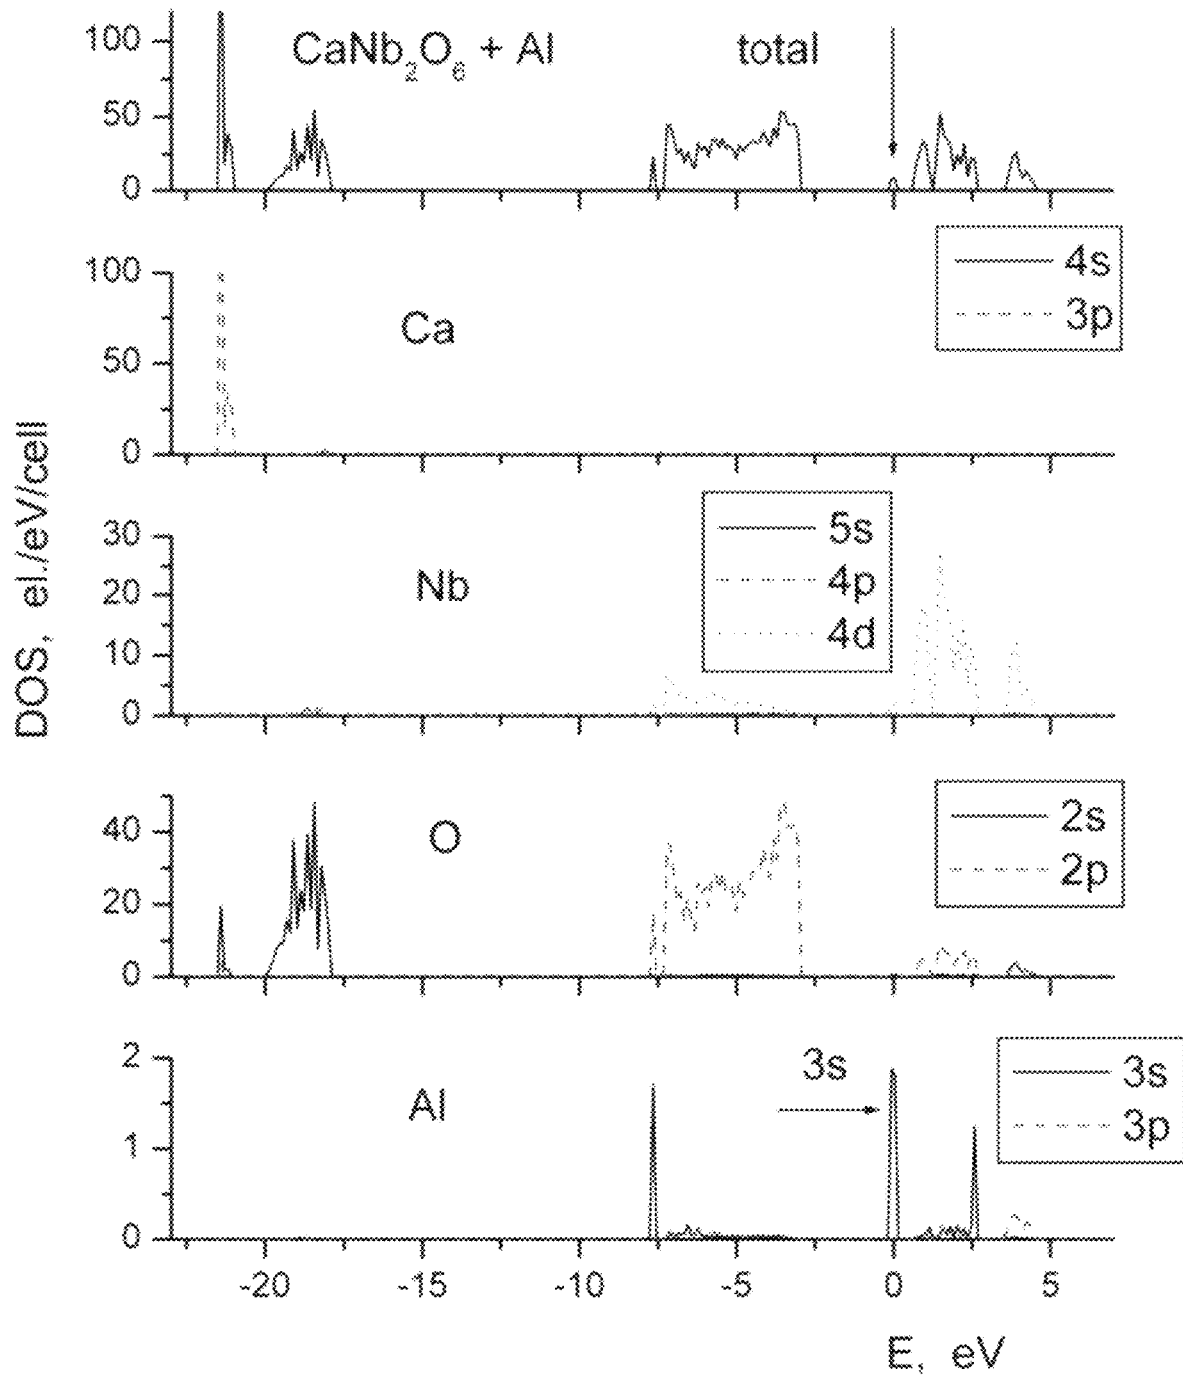 CaNb₂O₆ + Al total
100
50
0
-20 -15 -10 -5 0 5
4s
3p
Ca
100
50
0
5s
4p
4d
Nb
30
20
10
0
2s
2p
O
40
20
0
3s
3s
3p
Al
2
1
0
DOS, el./eV/cell
E, eV